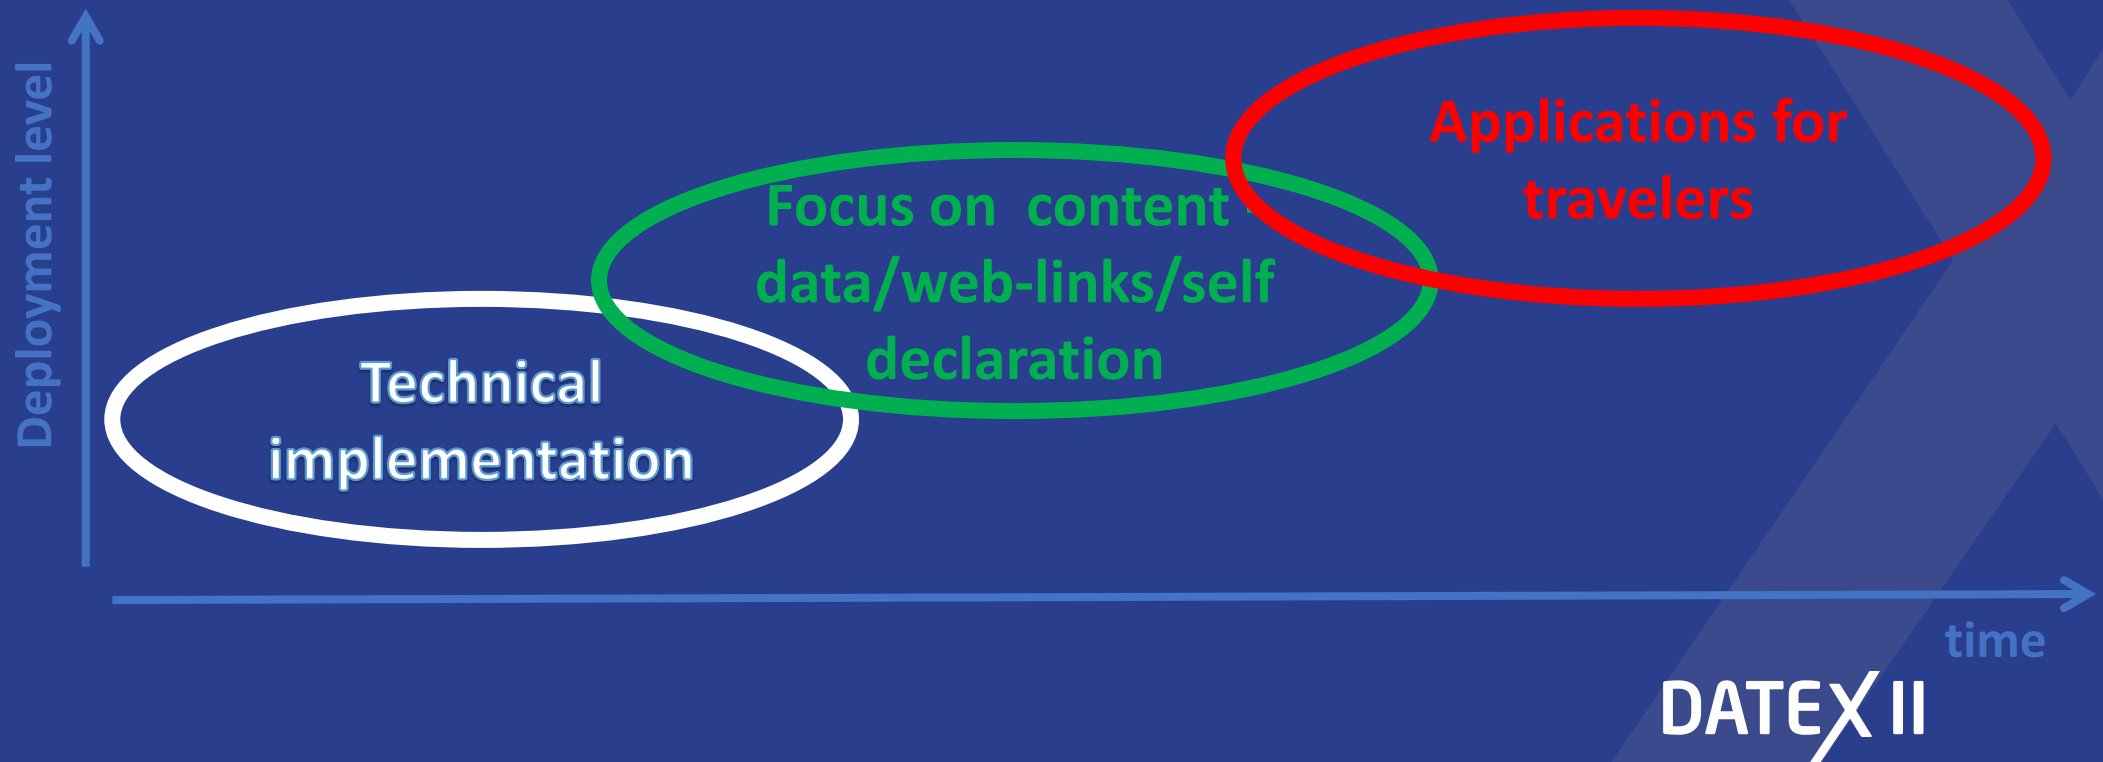 Deployment level
Applications for
travelers
Focus on  content -
data/web-links/self
declaration
Technical
implementation
time
DATEX II